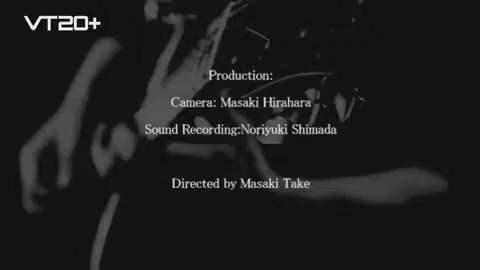 VT20+
Production:
Camera: Masaki Hirahara
Sound Recording:Noriyuki Shimada
Directed by Masaki Take